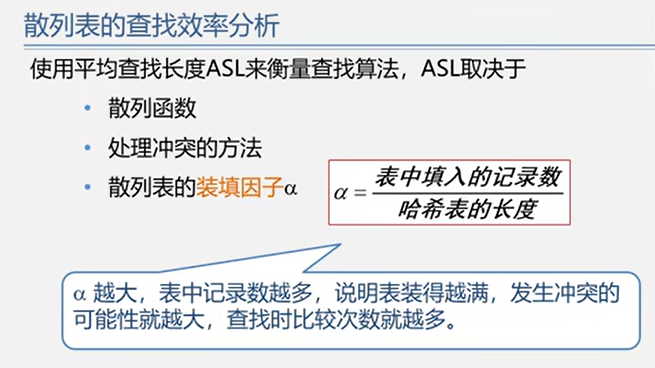 散列表的查找效率分析
使用平均查找长度ASL来衡量查找算法，ASL取决于
• 散列函数
• 处理冲突的方法
• 散列表的装填因子α
α = 表中填入的记录数
哈希表的长度
α 越大，表中记录数越多，说明表装得越满，发生冲突的
可能性就越大，查找时比较次数就越多。